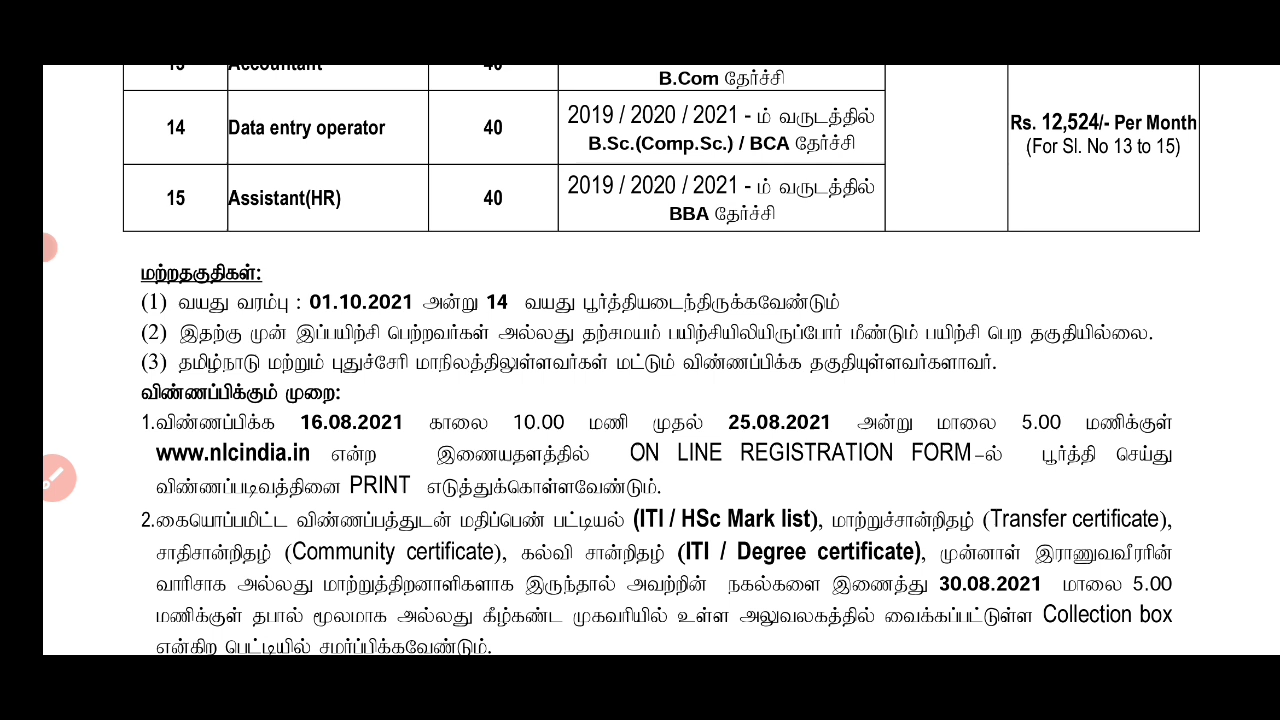 13 Accountant 40
B.Com தேர்ச்சி
14 Data entry operator 40 2019 / 2020 / 2021 - ம் வருடத்தில்
B.Sc.(Comp.Sc.) / BCA தேர்ச்சி
Rs. 12,524/- Per Month
(For Sl. No 13 to 15)
15 Assistant(HR) 40 2019 / 2020 / 2021 - ம் வருடத்தில்
BBA தேர்ச்சி
மற்றதகுதிகள்:
(1) வயது வரம்பு : 01.10.2021 அன்று 14 வயது பூர்த்தியடைந்திருக்கவேண்டும்
(2) இதற்கு முன் இப்பயிற்சி பெற்றவர்கள் அல்லது தற்சமயம் பயிற்சியிலியிருப்போர் மீண்டும் பயிற்சி பெற தகுதியில்லை.
(3) தமிழ்நாடு மற்றும் புதுச்சேரி மாநிலத்திலுள்ளவர்கள் மட்டும் விண்ணப்பிக்க தகுதியுள்ளவர்களாவர்.
விண்ணப்பிக்கும் முறை:
1.விண்ணப்பிக்க 16.08.2021 காலை 10.00 மணி முதல் 25.08.2021 அன்று மாலை 5.00 மணிக்குள்
www.nlcindia.in என்ற இணையதளத்தில் ON LINE REGISTRATION FORM–ல் பூர்த்தி செய்து
விண்ணப்படிவத்தினை PRINT எடுத்துக்கொள்ளவேண்டும்.
2.கையொப்பமிட்ட விண்ணப்பத்துடன் மதிப்பெண் பட்டியல் (ITI / HSc Mark list), மாற்றுச்சான்றிதழ் (Transfer certificate),
சாதிசான்றிதழ் (Community certificate), கல்வி சான்றிதழ் (ITI / Degree certificate), முன்னாள் இராணுவவீரரின்
வாரிசாக அல்லது மாற்றுத்திறனாளிகளாக இருந்தால் அவற்றின் நகல்களை இணைத்து 30.08.2021 மாலை 5.00
மணிக்குள் தபால் மூலமாக அல்லது கீழ்கண்ட முகவரியில் உள்ள அலுவலகத்தில் வைக்கப்பட்டுள்ள Collection box
என்கிற பெட்டியில் சமர்ப்பிக்கவேண்டும்.